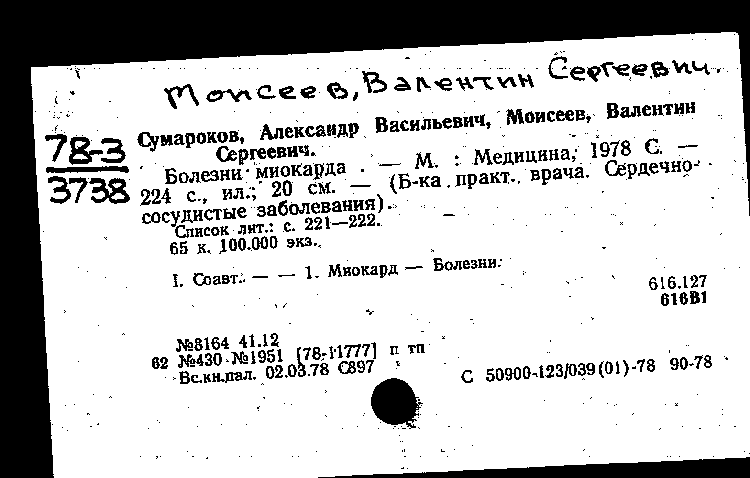 Моисеев, Валентин Сергеевич.
78-3
3738
Сумароков, Александр Васильевич, Моисеев, Валентин
Сергеевич.
Болезни миокарда . — М. : Медицина, 1978 С. —
224 с., ил.; 20 см. — (Б-ка практ. врача. Сердечно-
сосудистые заболевания).
Список лит.: с. 221—222.
65 к. 100.000 экз.
I. Соавт. — — 1. Миокард — Болезни.
616.127
616В1
№8164 41.12
62 №430 №1951 [78-11777] п тп
Вс.кн.пал. 02.03.78 С897
С 50900-123/039(01)-78 90-78